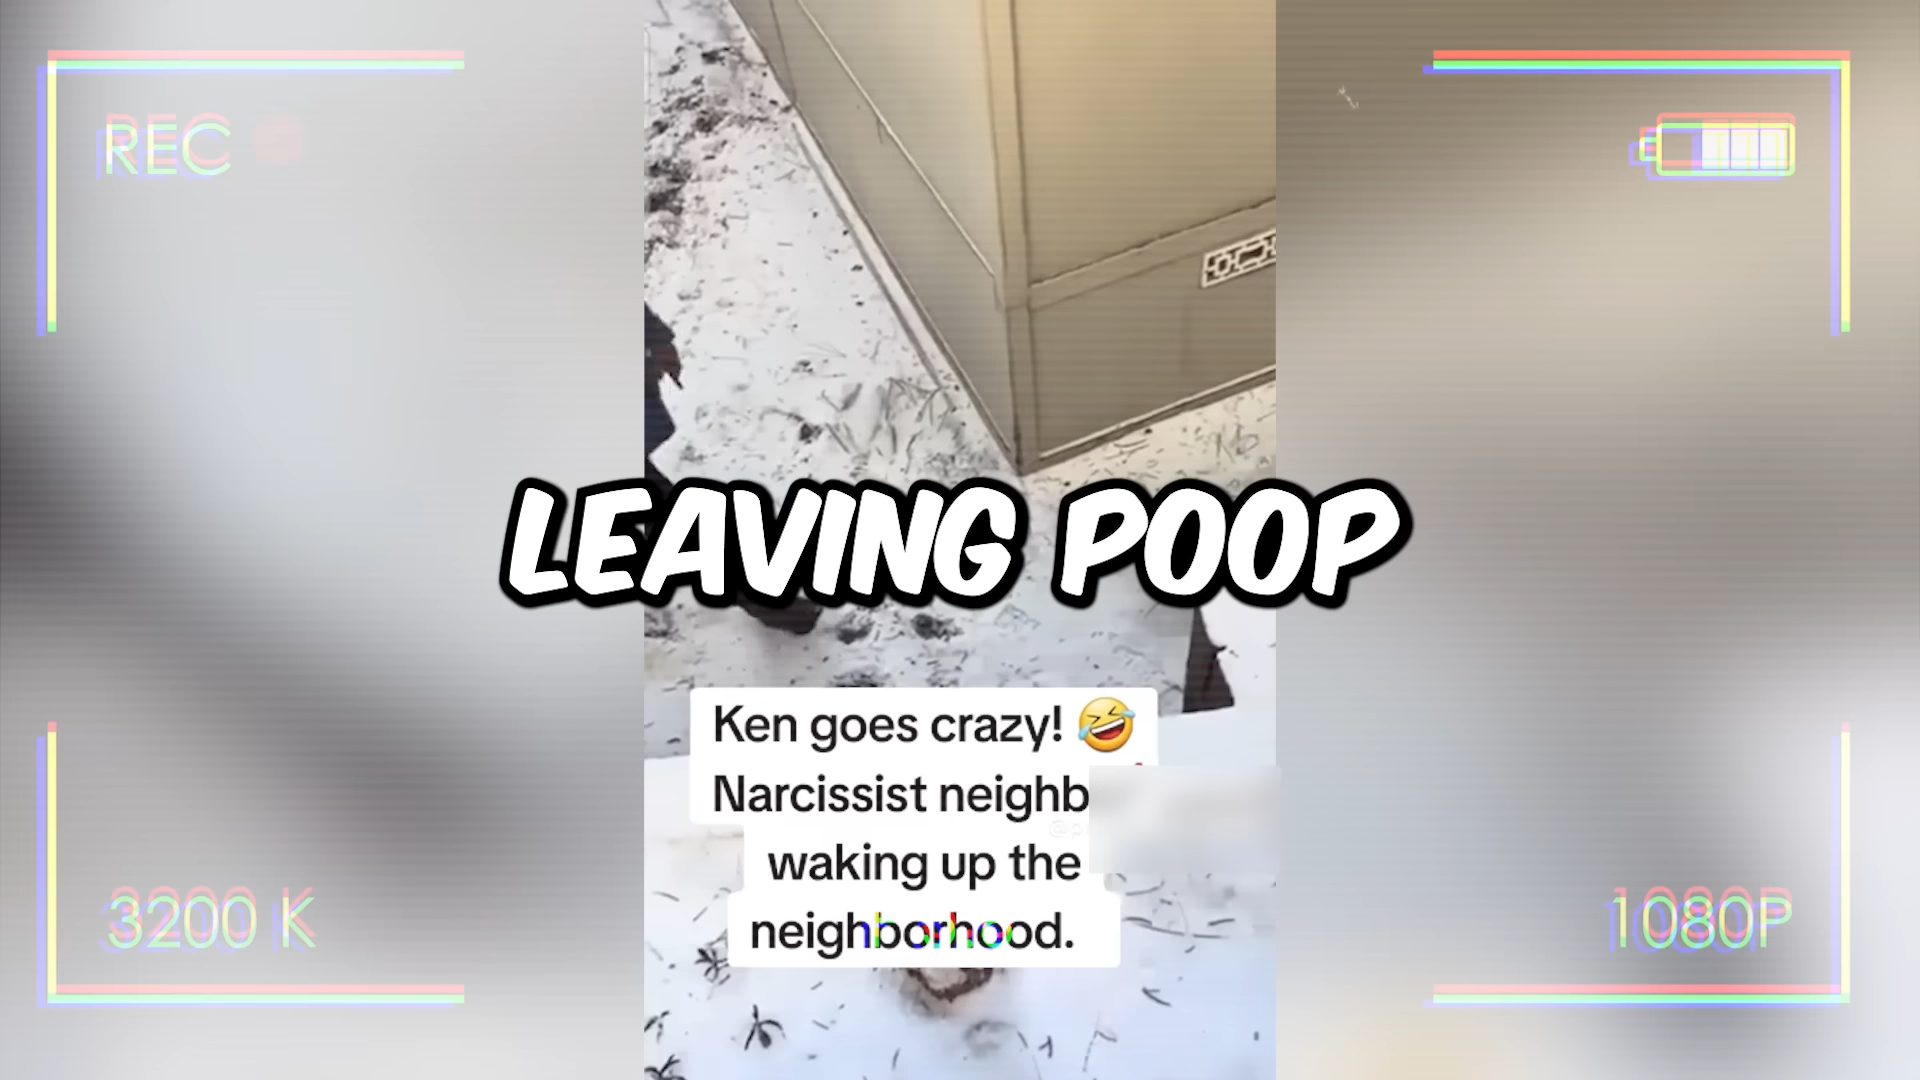 REC
LEAVING POOP
Ken goes crazy! 🤣
Narcissist neighb
waking up the
neighborhood.
3200 K
1080P